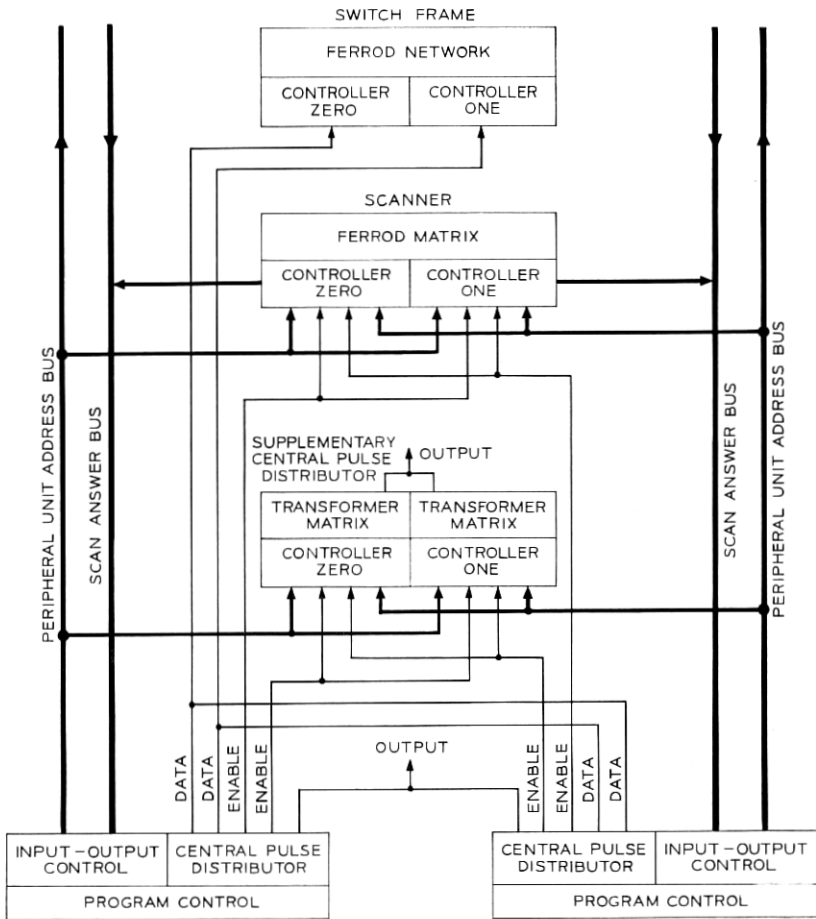 SWITCH FRAME
FERROD NETWORK
CONTROLLER
ZERO
CONTROLLER
ONE
SCANNER
FERROD MATRIX
CONTROLLER
ZERO
CONTROLLER
ONE
PERIPHERAL UNIT ADDRESS BUS
SCAN ANSWER BUS
SCAN ANSWER BUS
PERIPHERAL UNIT ADDRESS BUS
SUPPLEMENTARY
CENTRAL PULSE
DISTRIBUTOR
OUTPUT
TRANSFORMER
MATRIX
TRANSFORMER
MATRIX
CONTROLLER
ZERO
CONTROLLER
ONE
DATA
DATA
ENABLE
ENABLE
OUTPUT
ENABLE
ENABLE
DATA
DATA
INPUT-OUTPUT
CONTROL
CENTRAL PULSE
DISTRIBUTOR
PROGRAM CONTROL
CENTRAL PULSE
DISTRIBUTOR
INPUT-OUTPUT
CONTROL
PROGRAM CONTROL